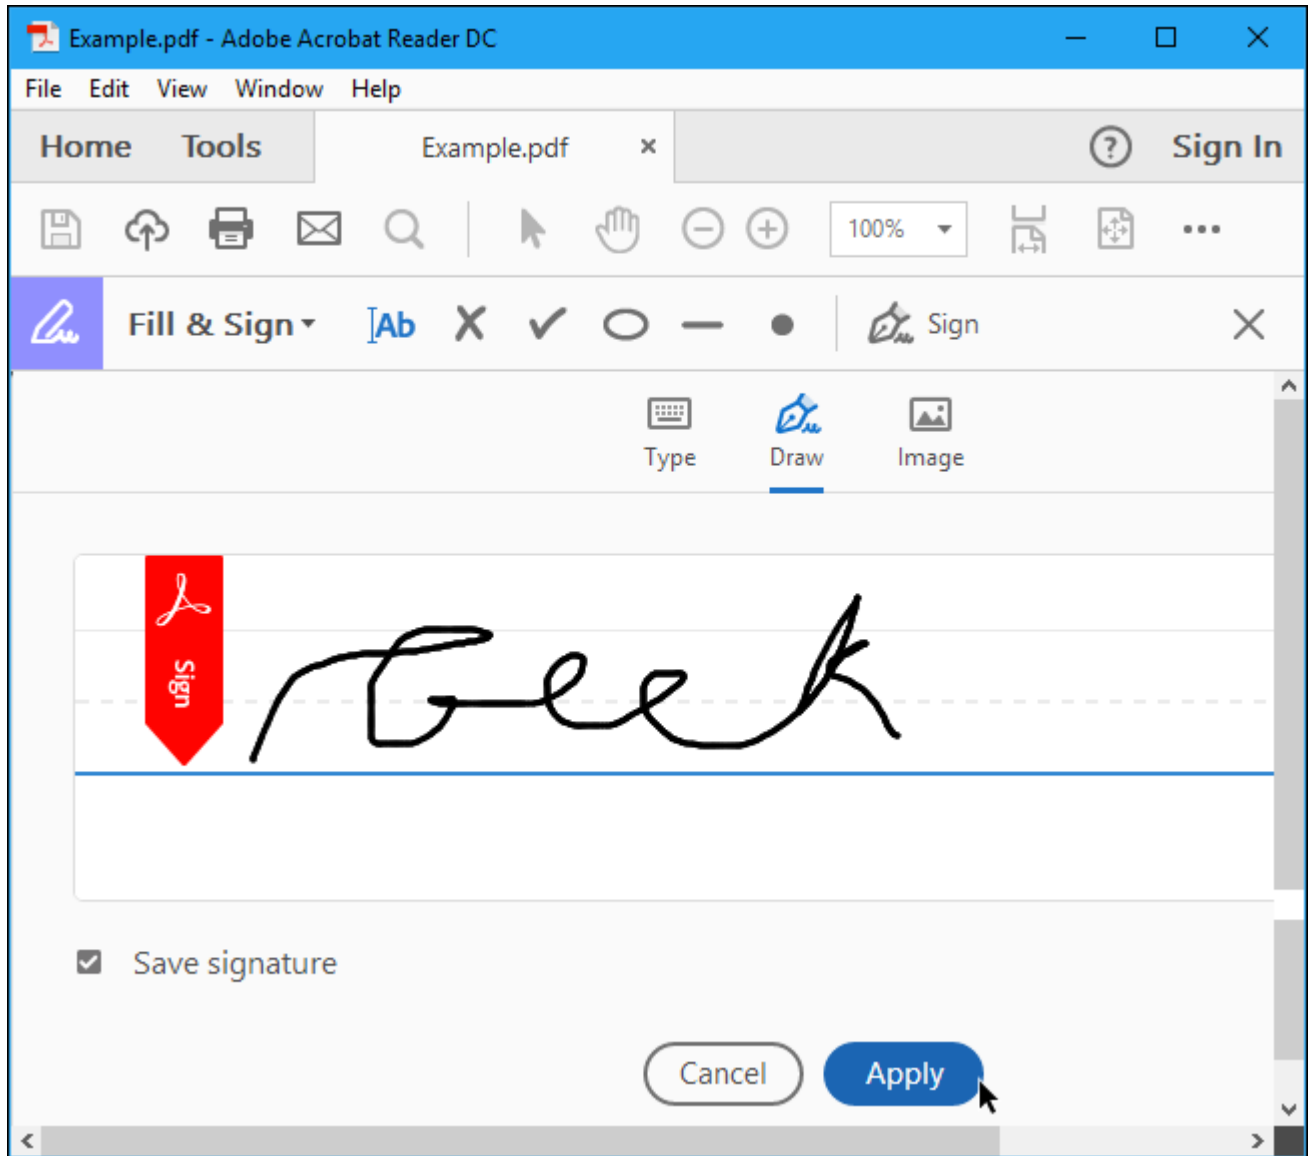 Example.pdf - Adobe Acrobat Reader DC
File Edit View Window Help
Home Tools Example.pdf × ? Sign In
100%
Fill & Sign Ab Sign
Type Draw Image
Sign
Geek
Save signature
Cancel Apply